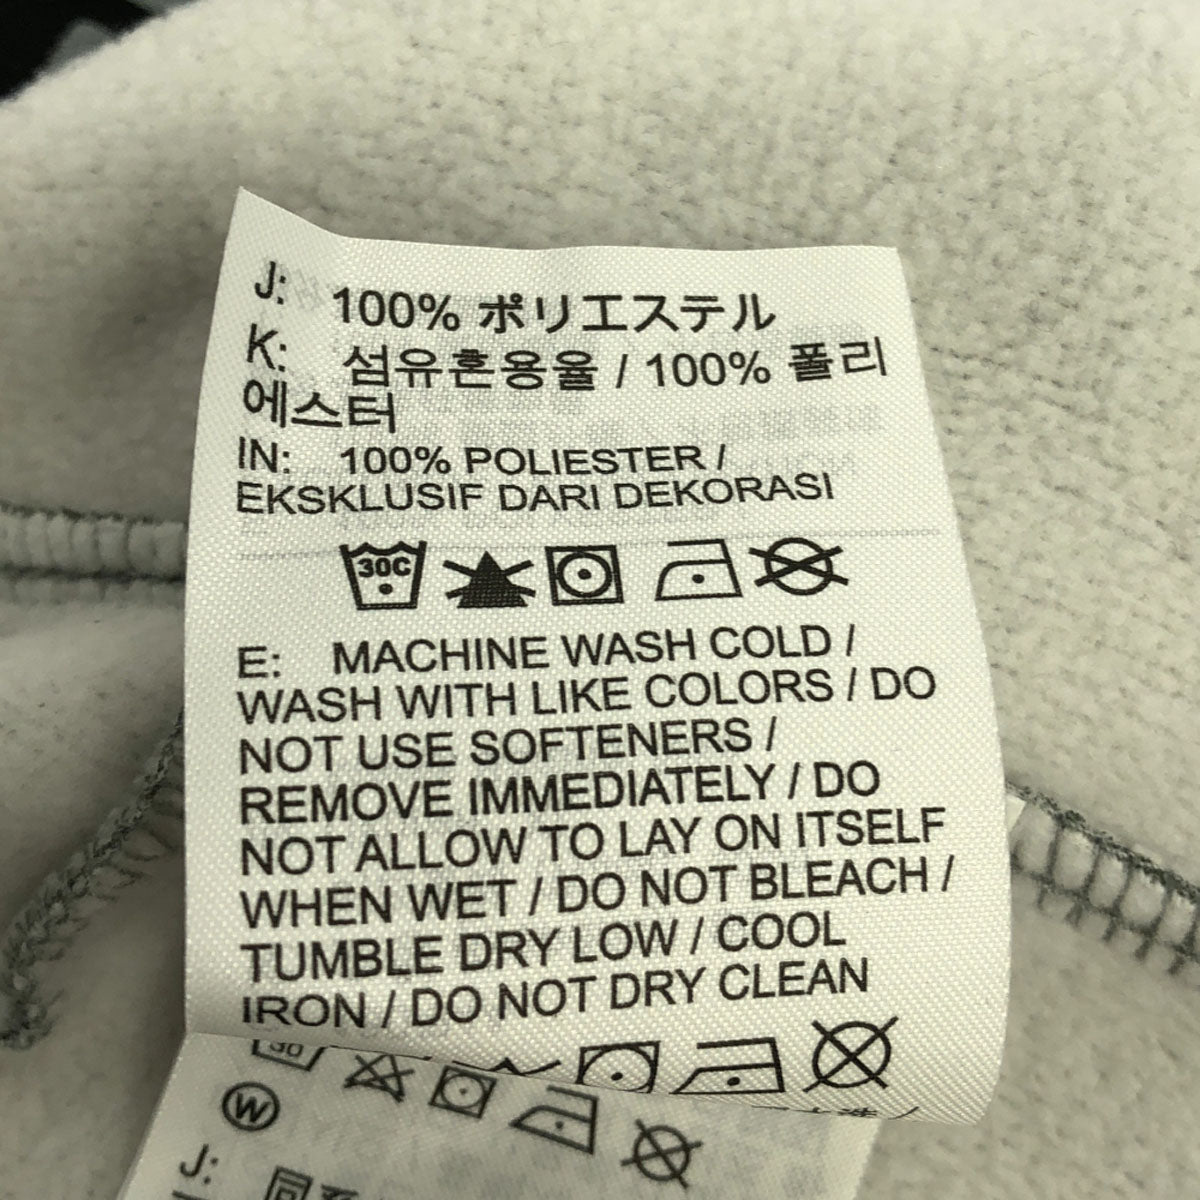 J: 100% ポリエステル
K: 섬유혼용율 / 100% 폴리
에스터
IN: 100% POLIESTER /
EKSKLUSIF DARI DEKORASI
30C
E: MACHINE WASH COLD /
WASH WITH LIKE COLORS / DO
NOT USE SOFTENERS /
REMOVE IMMEDIATELY / DO
NOT ALLOW TO LAY ON ITSELF
WHEN WET / DO NOT BLEACH /
TUMBLE DRY LOW / COOL
IRON / DO NOT DRY CLEAN
30
W
J: